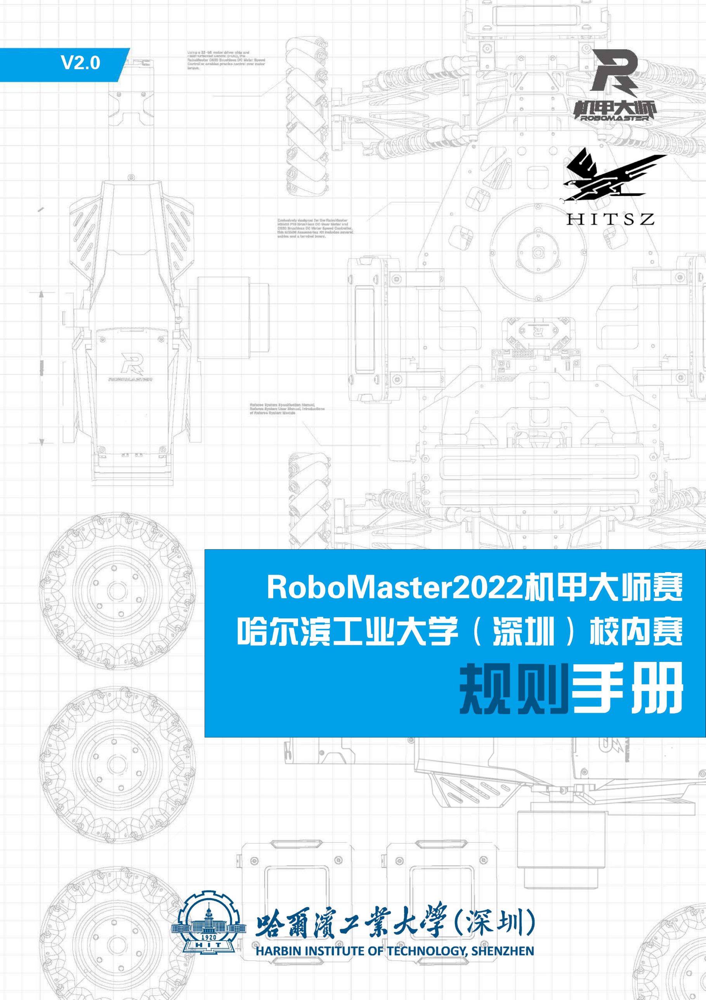 V2.0
Using a 32-bit motor driver chip and
Field-Oriented Control (FOC), the
RoboMaster C620 Brushless DC Motor Speed
Controller enables precise control over motor
torque.
机甲大师
ROBOMASTER
HITSZ
Exclusively designed for the RoboMaster
M3508 P19 Brushless DC Gear Motor and
C620 Brushless DC Motor Speed Controller,
this M3508 Accessories Kit includes several
cables and a terminal board.
ROBOMASTER
Referee System Specification Manual,
Referee System User Manual, Introductions
of Referee System Module
RoboMaster2022机甲大师赛
哈尔滨工业大学（深圳）校内赛
规则手册
1920
HIT
哈爾濱工業大學(深圳)
HARBIN INSTITUTE OF TECHNOLOGY, SHENZHEN